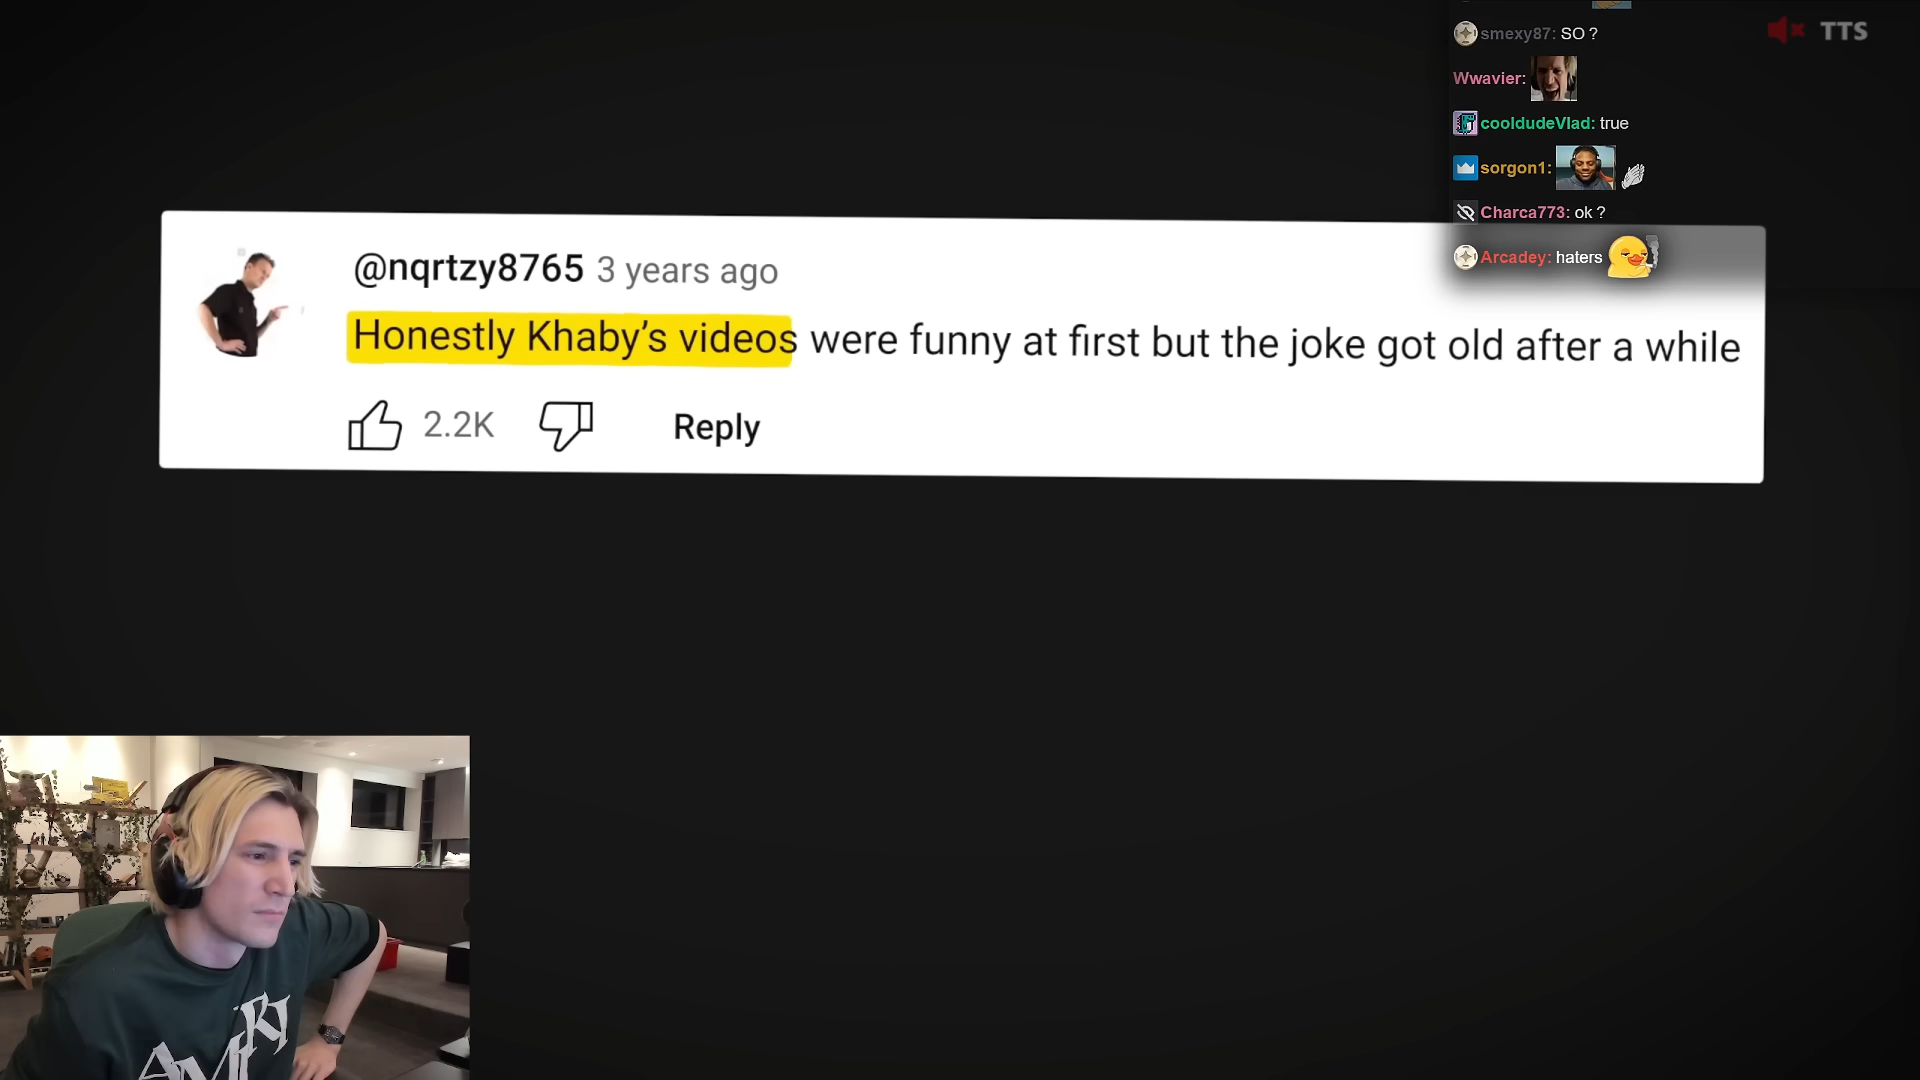 TTS
smexy87: SO ?
Wwavier:
cooldudeVlad: true
sorgon1:
Charca773: ok ?
Arcadey: haters
@nqrtzy8765 3 years ago
Honestly Khaby’s videos were funny at first but the joke got old after a while
2.2K Reply
AMIRI